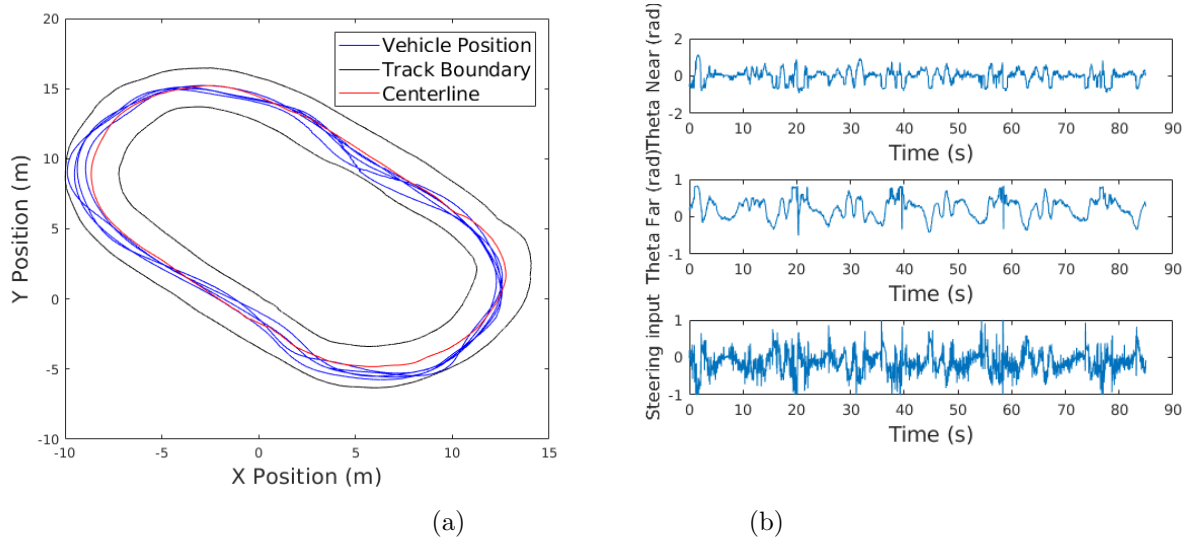 20
15
10
5
0
-5
-10
-10
-5
0
5
10
15
Y Position (m)
X Position (m)
Vehicle Position
Track Boundary
Centerline
(a)
Theta Near (rad)
2
0
-2
0 10 20 30 40 50 60 70 80 90
Time (s)
Theta Far (rad)
1
0
-1
0 10 20 30 40 50 60 70 80 90
Time (s)
Steering input
1
0
-1
0 10 20 30 40 50 60 70 80 90
Time (s)
(b)